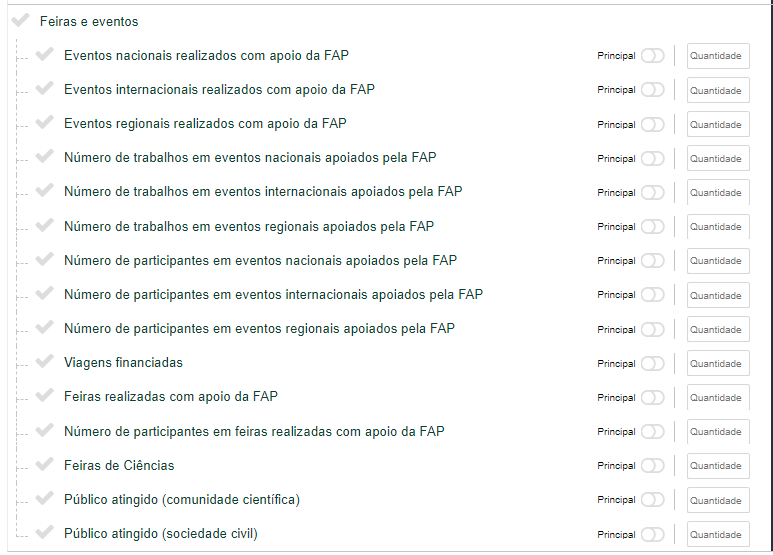 Feiras e eventos
Eventos nacionais realizados com apoio da FAP Principal Quantidade
Eventos internacionais realizados com apoio da FAP Principal Quantidade
Eventos regionais realizados com apoio da FAP Principal Quantidade
Número de trabalhos em eventos nacionais apoiados pela FAP Principal Quantidade
Número de trabalhos em eventos internacionais apoiados pela FAP Principal Quantidade
Número de trabalhos em eventos regionais apoiados pela FAP Principal Quantidade
Número de participantes em eventos nacionais apoiados pela FAP Principal Quantidade
Número de participantes em eventos internacionais apoiados pela FAP Principal Quantidade
Número de participantes em eventos regionais apoiados pela FAP Principal Quantidade
Viagens financiadas Principal Quantidade
Feiras realizadas com apoio da FAP Principal Quantidade
Número de participantes em feiras realizadas com apoio da FAP Principal Quantidade
Feiras de Ciências Principal Quantidade
Público atingido (comunidade científica) Principal Quantidade
Público atingido (sociedade civil) Principal Quantidade